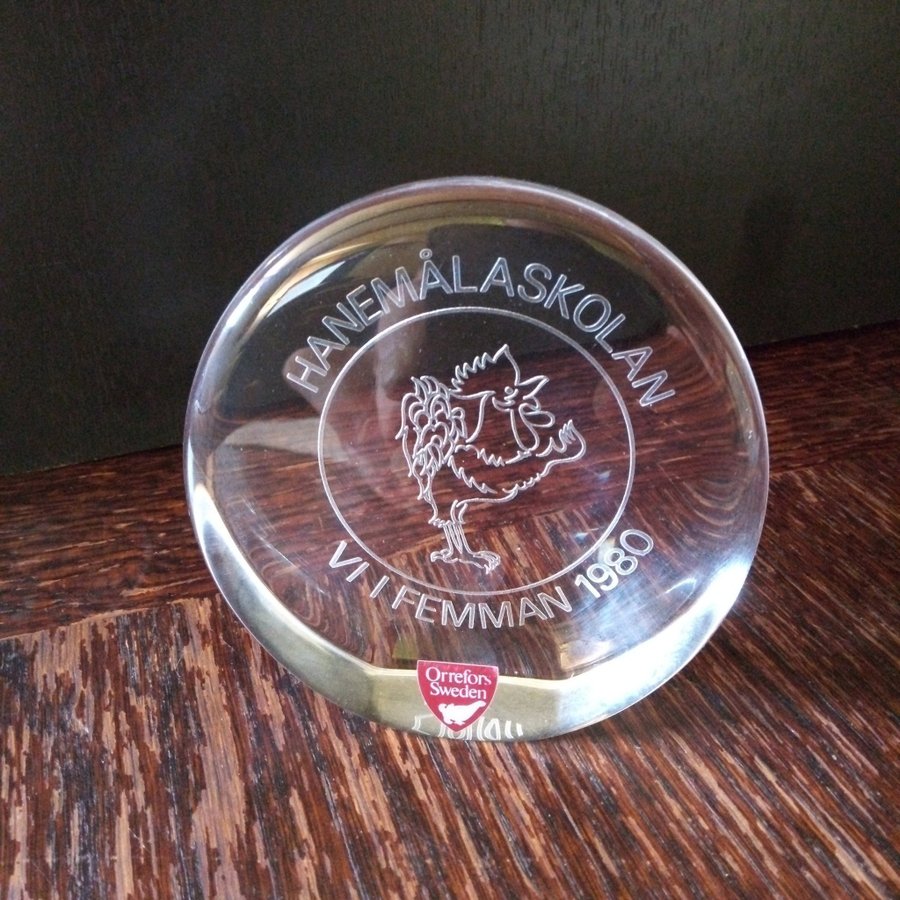 HANEMÅLASKOLAN
VI I FEMMAN 1980
Orrefors
Sweden